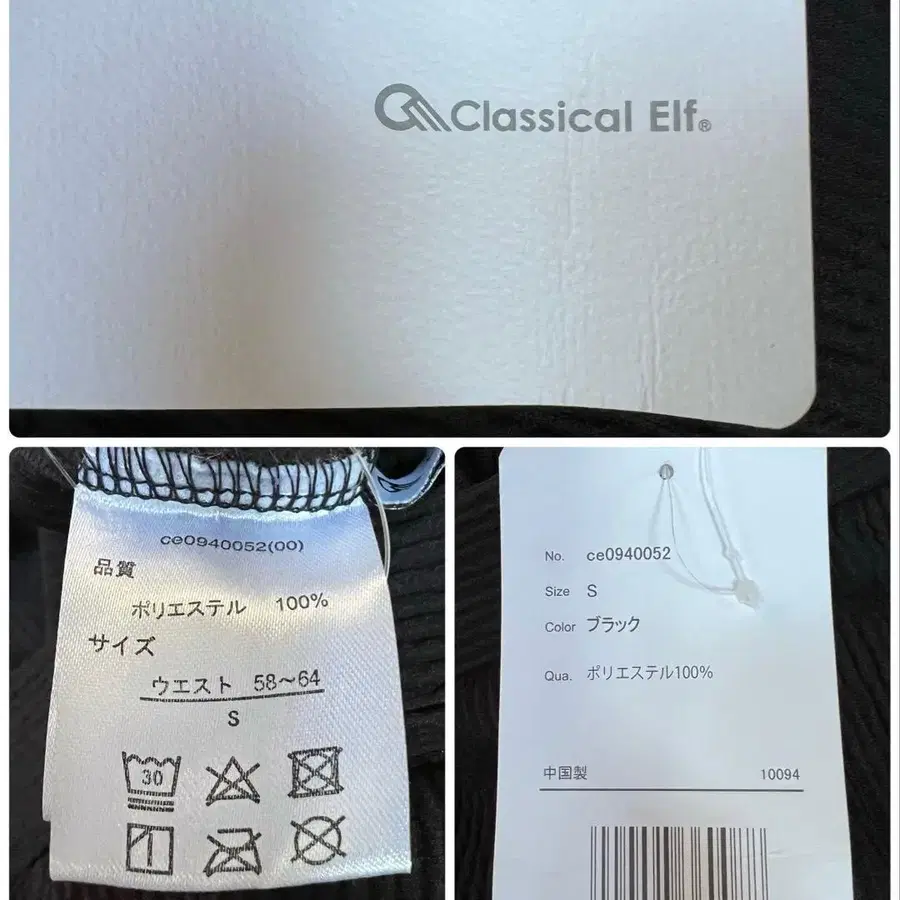 Classical Elf®
ce0940052(00)
品質
ポリエステル 100%
サイズ
ウエスト 58～64
S
30
No. ce0940052
Size S
Color ブラック
Qua. ポリエステル100%
中国製 10094